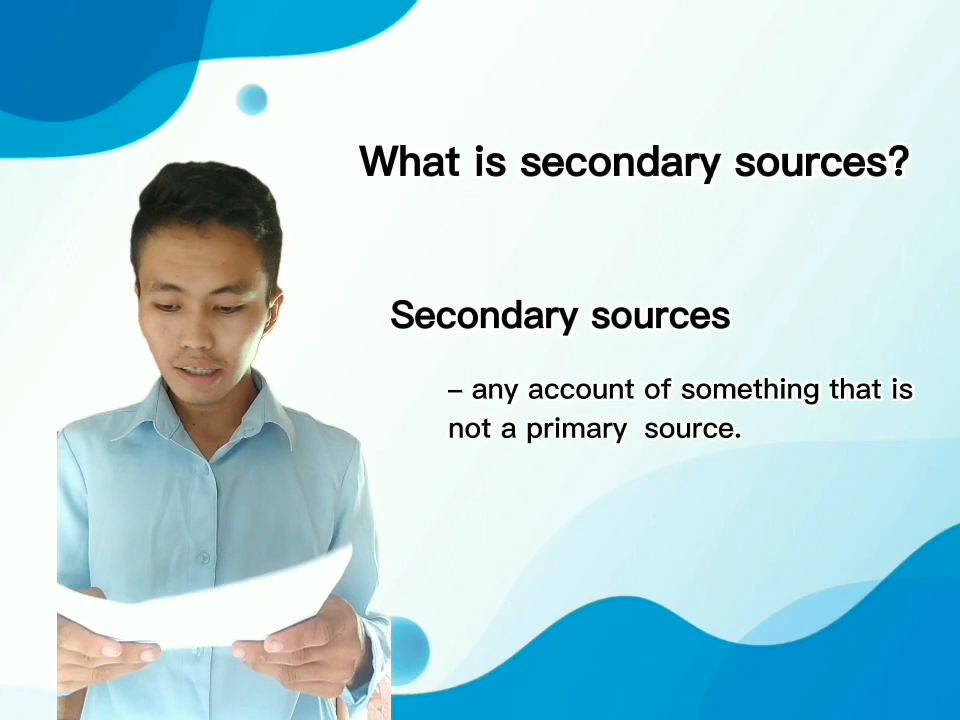 What is secondary sources?
Secondary sources
– any account of something that is
not a primary source.